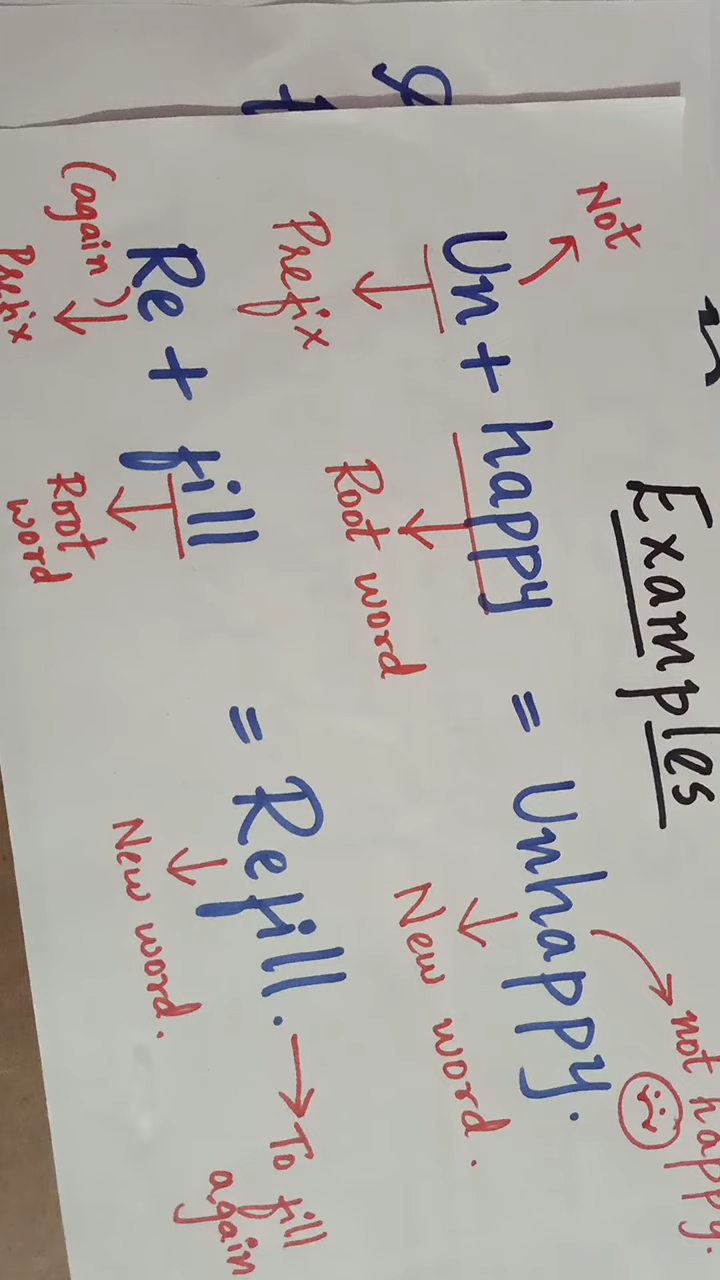 Examples
Not
not happy.
Un + happy = Unhappy.
Prefix
Root word
New word.
(again)
Re + fill = Refill.
To fill
again
Prefix
Root
word
New word.